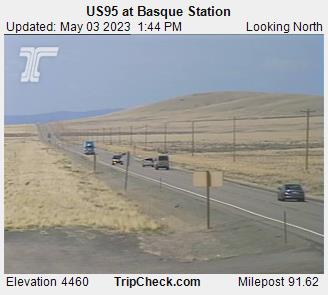 US95 at Basque Station
Updated: May 03 2023 1:44 PM Looking North
Elevation 4460 TripCheck.com Milepost 91.62